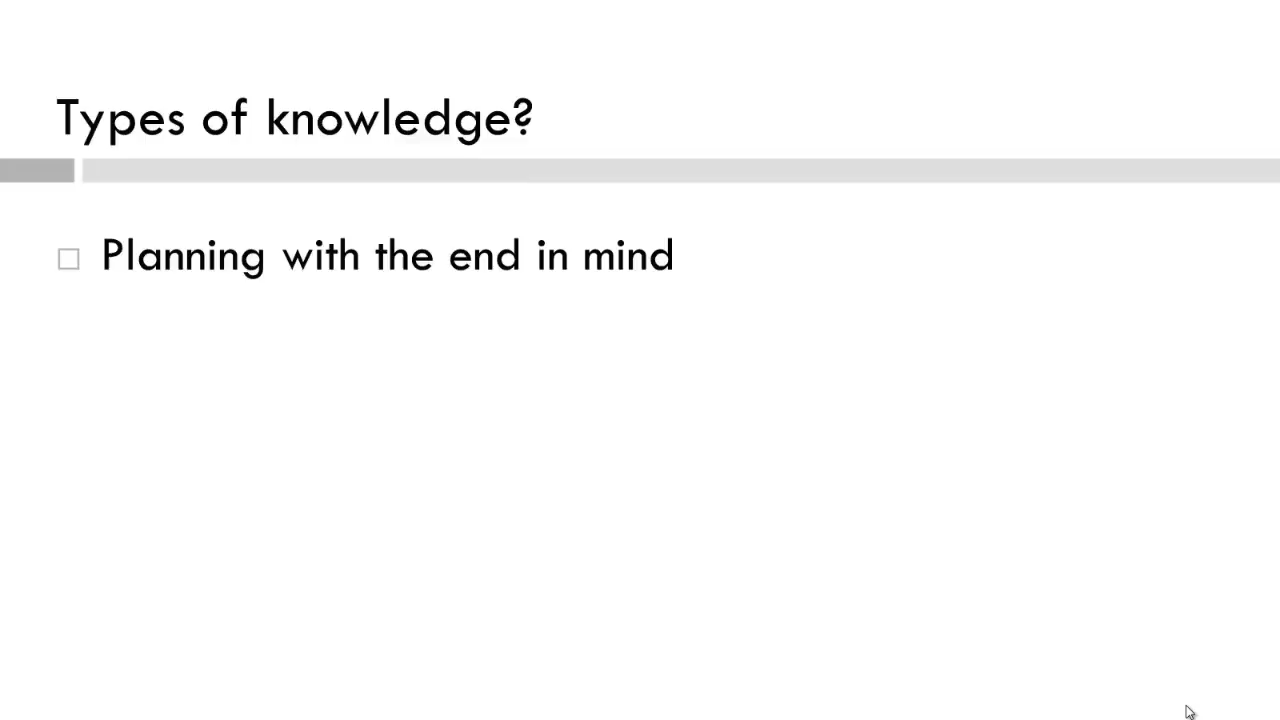 Types of knowledge?
Planning with the end in mind